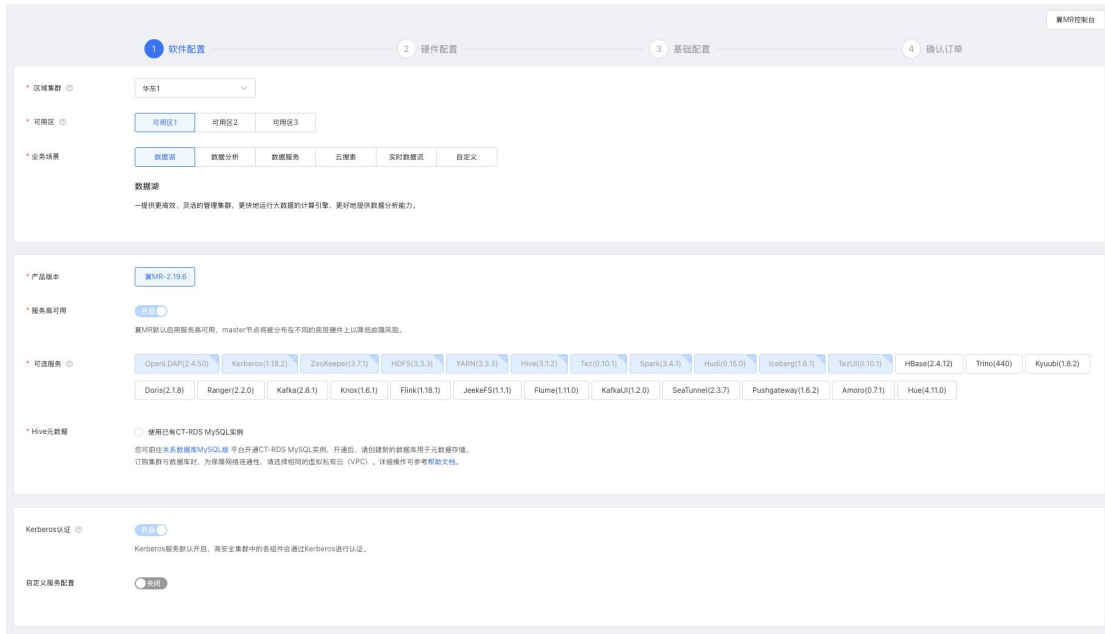 翼MR控制台
1 软件配置 2 硬件配置 3 基础配置 4 确认订单
* 区域集群 华东1
* 可用区 可用区1 可用区2 可用区3
* 业务场景 数据湖 数据分析 数据服务 云搜索 实时数据流 自定义
数据湖
—提供更高效、灵活的管理集群，更快地运行大数据的计算引擎，更好地提供数据分析能力。
* 产品版本 翼MR-2.19.6
* 服务高可用 开启
翼MR默认启用服务高可用，master节点将被分布在不同的底层硬件上以降低故障风险。
* 可选服务 OpenLDAP(2.4.50) Kerberos(1.18.2) ZooKeeper(3.7.1) HDFS(3.3.3) YARN(3.3.3) Hive(3.1.2) Tez(0.10.1) Spark(3.4.1) Hudi(0.15.0) Iceberg(1.6.1) TezUI(0.10.1) HBase(2.4.12) Trino(440) Kyuubi(1.8.2)
Doris(2.1.8) Ranger(2.2.0) Kafka(2.8.1) Knox(1.6.1) Flink(1.18.1) JeekeFS(1.1.1) Flume(1.11.0) KafkaUI(1.2.0) SeaTunnel(2.3.7) Pushgateway(1.6.2) Amoro(0.7.1) Hue(4.11.0)
* Hive元数据 使用已有CT-RDS MySQL实例
您可前往关系数据库MySQL版 平台开通CT-RDS MySQL实例，开通后，请创建新的数据库用于元数据存储。
订购集群与数据库时，为保障网络连通性，请选择相同的虚拟私有云（VPC）。详细操作可参考帮助文档。
Kerberos认证 开启
Kerberos服务默认开启，高安全集群中的各组件会通过Kerberos进行认证。
自定义服务配置 关闭